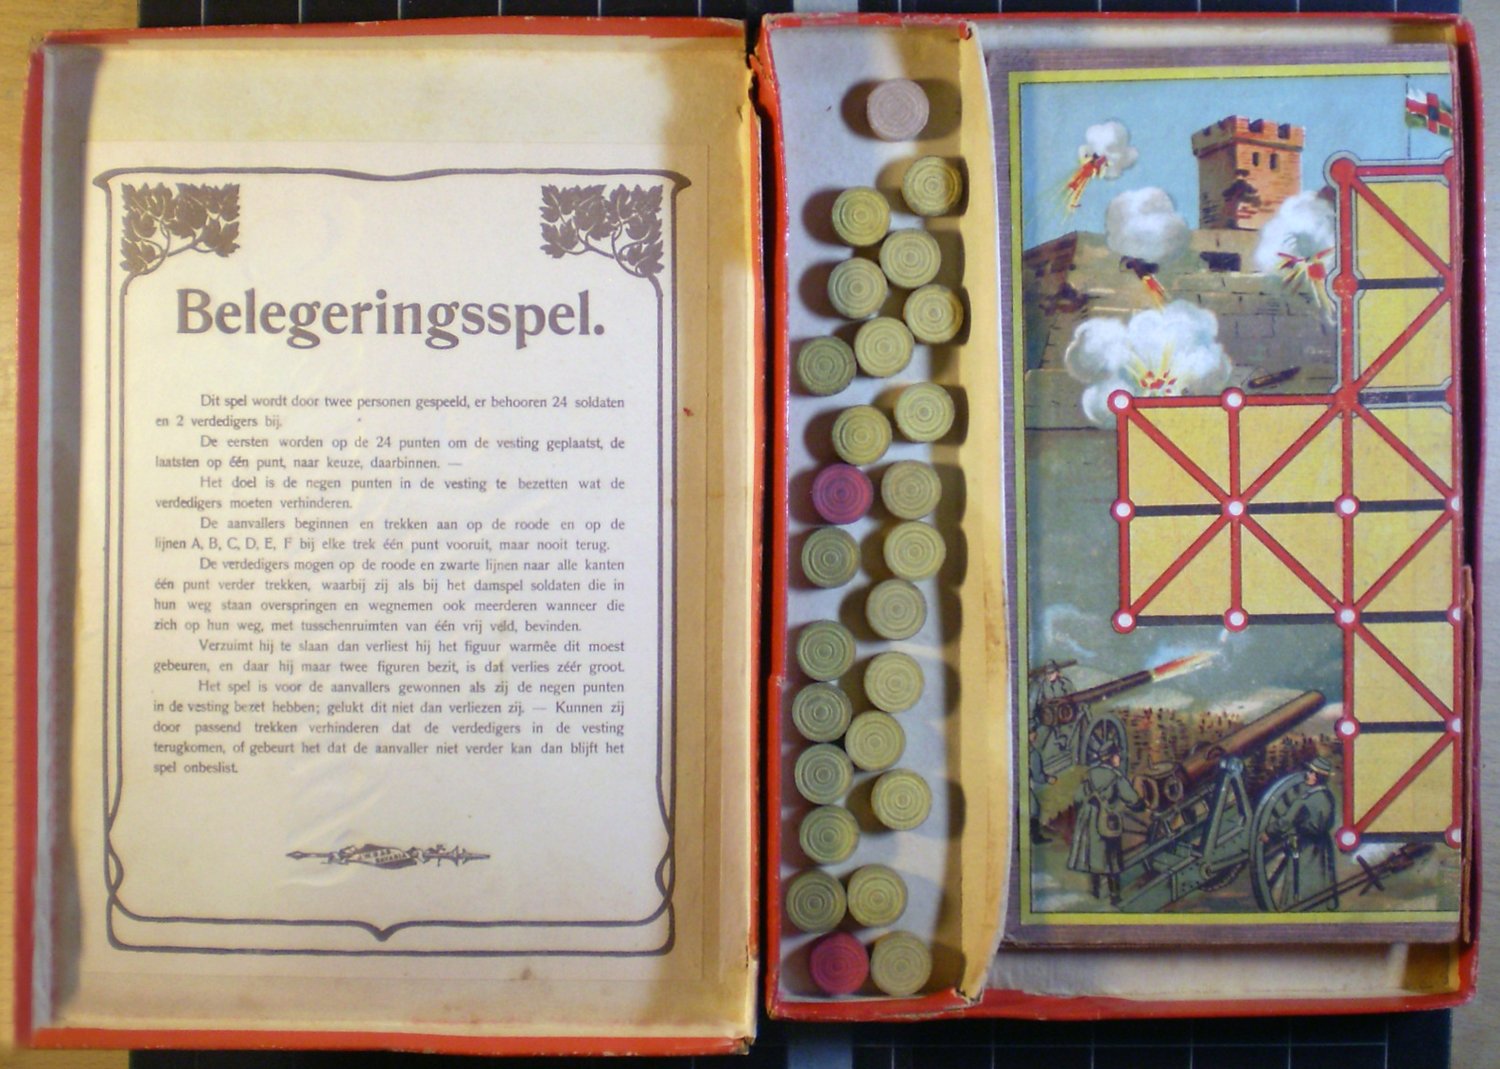 Belegeringsspel.
Dit spel wordt door twee personen gespeeld, er behooren 24 soldaten
en 2 verdedigers bij.
De eersten worden op de 24 punten om de vesting geplaatst, de
laatsten op één punt, naar keuze, daarbinnen. —
Het doel is de negen punten in de vesting te bezetten wat de
verdedigers moeten verhinderen.
De aanvallers beginnen en trekken aan op de roode en op de
lijnen A, B, C, D, E, F bij elke trek één punt vooruit, maar nooit terug.
De verdedigers mogen op de roode en zwarte lijnen naar alle kanten
één punt verder trekken, waarbij zij als bij het damspel soldaten die in
hun weg staan overspringen en wegnemen ook meerderen wanneer die
zich op hun weg, met tusschenruimten van één vrij veld, bevinden.
Verzuimt hij te slaan dan verliest hij het figuur warmêe dit moest
gebeuren, en daar hij maar twee figuren bezit, is dat verlies zéér groot.
Het spel is voor de aanvallers gewonnen als zij de negen punten
in de vesting bezet hebben; gelukt dit niet dan verliezen zij. — Kunnen zij
door passend trekken verhinderen dat de verdedigers in de vesting
terugkomen, of gebeurt het dat de aanvaller niet verder kan dan blijft het
spel onbeslist.
BAVARIA